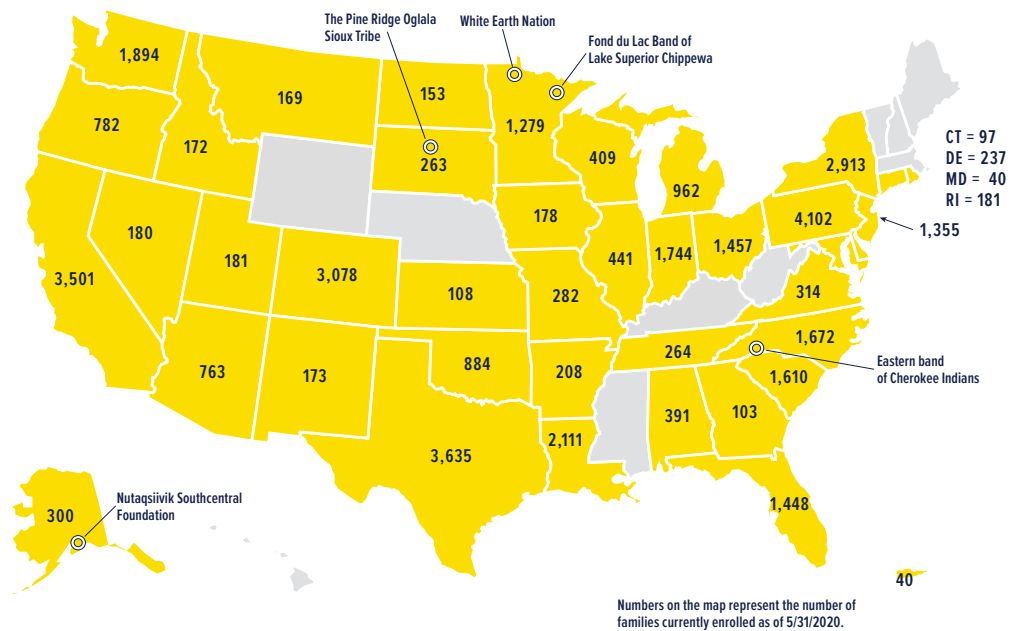 The Pine Ridge Oglala
Sioux Tribe
White Earth Nation
Fond du Lac Band of
Lake Superior Chippewa
1,894
169
153
1,279
782
172
263
409
962
2,913
CT = 97
DE = 237
MD = 40
RI = 181
1,355
178
4,102
180
181
3,078
441
1,744
1,457
3,501
108
282
314
1,672
264
763
173
884
208
1,610
Eastern band
of Cherokee Indians
391
103
2,111
3,635
1,448
Nutaqsiivik Southcentral
Foundation
300
40
Numbers on the map represent the number of
families currently enrolled as of 5/31/2020.